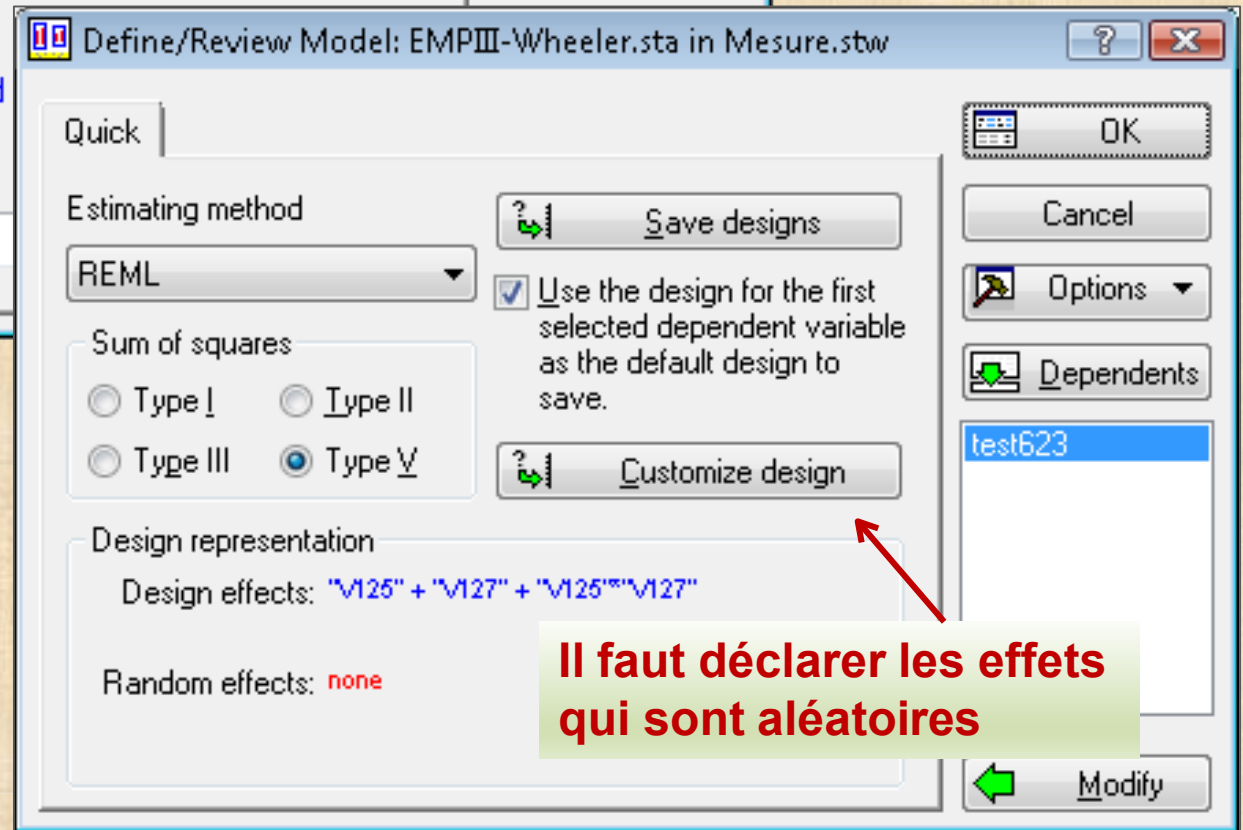 Define/Review Model: EMPIII-Wheeler.sta in Mesure.stw
Quick
OK
Cancel
Options
Dependents
test623
Modify
Estimating method
REML
Save designs
Use the design for the first
selected dependent variable
as the default design to
save.
Sum of squares
Type I
Type II
Type III
Type V
Customize design
Design representation
Design effects: "V125" + "V127" + "V125"*"V127"
Random effects: none
Il faut déclarer les effets
qui sont aléatoires